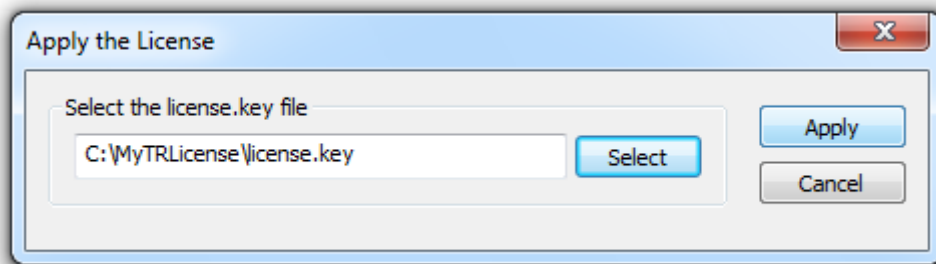 Apply the License
Select the license.key file
C:\MyTRLicense\license.key
Select
Apply
Cancel